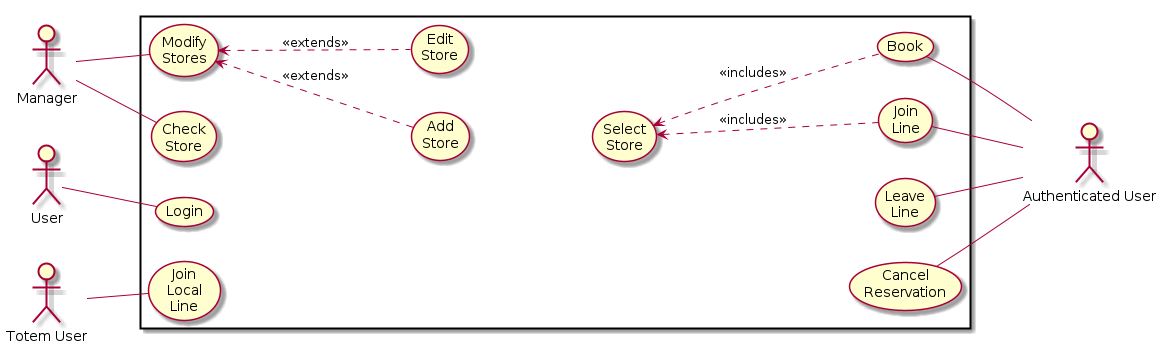 Manager
User
Totem User
Modify
Stores
Check
Store
Login
Join
Local
Line
«extends»
«extends»
Edit
Store
Add
Store
Select
Store
«includes»
«includes»
Book
Join
Line
Leave
Line
Cancel
Reservation
Authenticated User